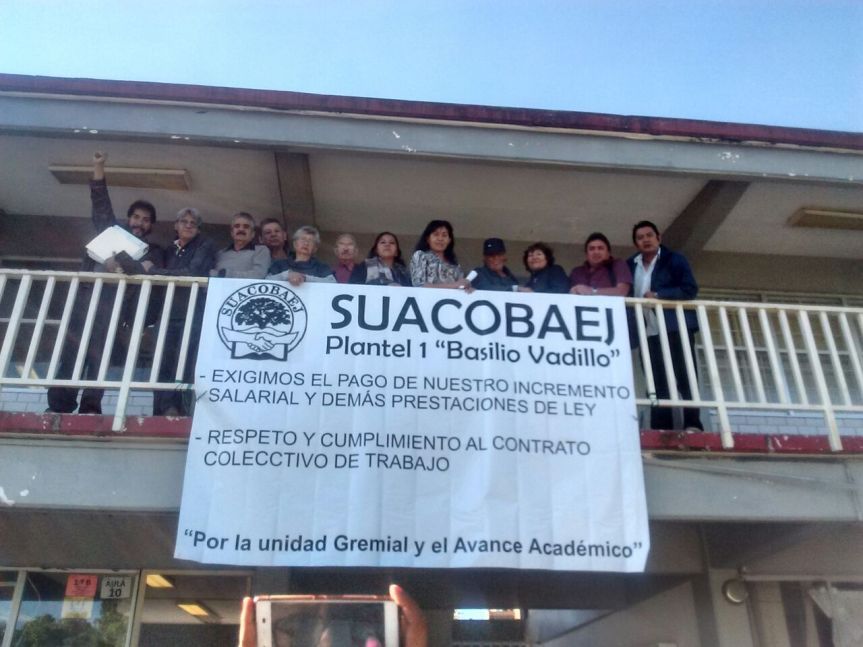 SUACOBAEJ
SUACOBAEJ
Plantel 1 "Basilio Vadillo"
- EXIGIMOS EL PAGO DE NUESTRO INCREMENTO
SALARIAL Y DEMÁS PRESTACIONES DE LEY
- RESPETO Y CUMPLIMIENTO AL CONTRATO
COLECCTIVO DE TRABAJO
"Por la unidad Gremial y el Avance Académico"
AULA
10